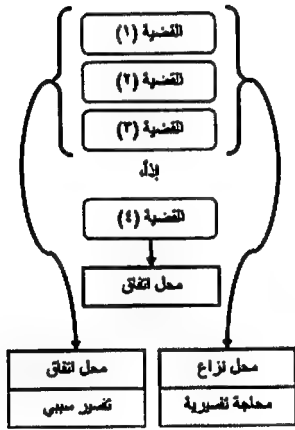 القضية (١)
القضية (٢)
القضية (٣)
إذاً،
القضية (٤)
محل اتفاق
محل نزاع
محاجة تفسيرية
محل اتفاق
تفسير سببي